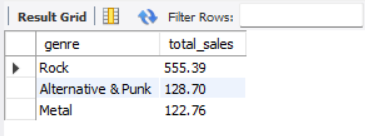 Result Grid Filter Rows:
genre total_sales
Rock 555.39
Alternative & Punk 128.70
Metal 122.76